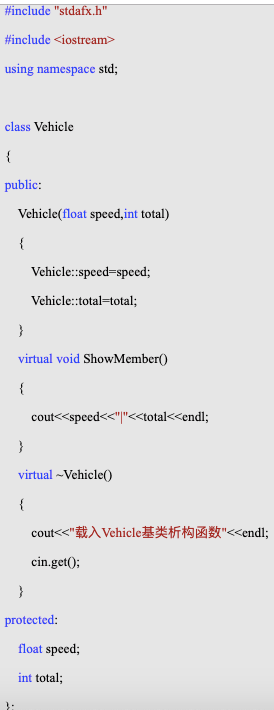 #include "stdafx.h"
#include <iostream>
using namespace std;
class Vehicle
{
public:
Vehicle(float speed,int total)
{
Vehicle::speed=speed;
Vehicle::total=total;
}
virtual void ShowMember()
{
cout<<speed<<"|"<<total<<endl;
}
virtual ~Vehicle()
{
cout<<"载入Vehicle基类析构函数"<<endl;
cin.get();
}
protected:
float speed;
int total;
};